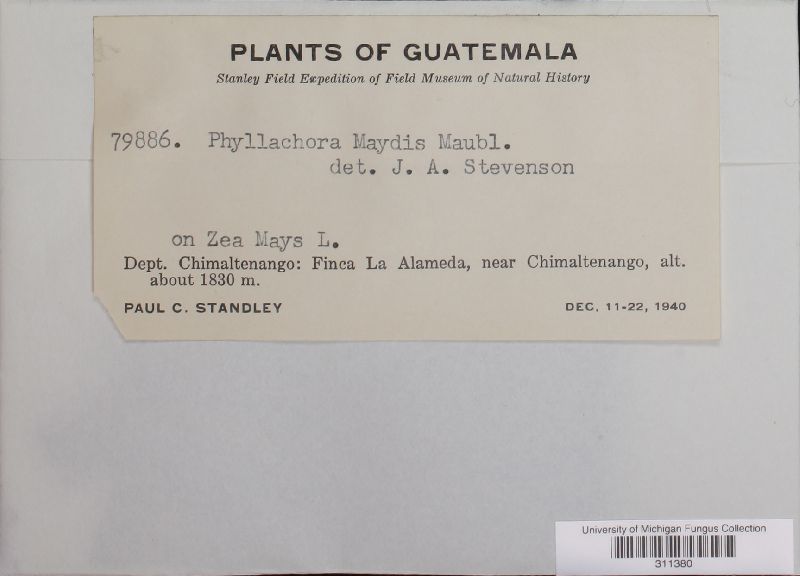 PLANTS OF GUATEMALA
Stanley Field Expedition of Field Museum of Natural History
79886. Phyllachora Maydis Maubl.
det. J. A. Stevenson
on Zea Mays L.
Dept. Chimaltenango: Finca La Alameda, near Chimaltenango, alt.
about 1830 m.
PAUL C. STANDLEY DEC. 11-22, 1940
University of Michigan Fungus Collection
311380